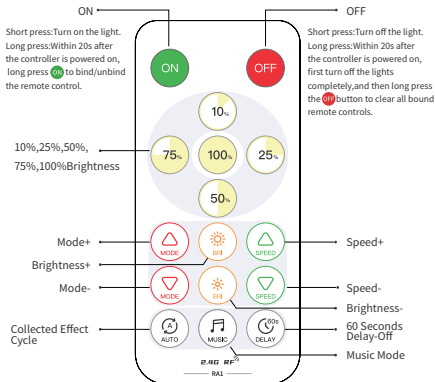 ON
OFF
Short press:Turn on the light.
Long press:Within 20s after
the controller is powered on,
long press ON to bind/unbind
the remote control.
Short press:Turn off the light.
Long press:Within 20s after
the controller is powered on,
first turn off the lights
completely,and then long press
the OFF button to clear all bound
remote controls.
ON
OFF
10%
10%,25%,50%,
75%,100%Brightness
75%
100%
25%
50%
Mode+
MODE
BRI
SPEED
Speed+
Brightness+
Mode-
MODE
BRI
SPEED
Speed-
Brightness-
Collected Effect
Cycle
A
AUTO
MUSIC
60s
DELAY
60 Seconds
Delay-Off
Music Mode
2.4G RF
RA1